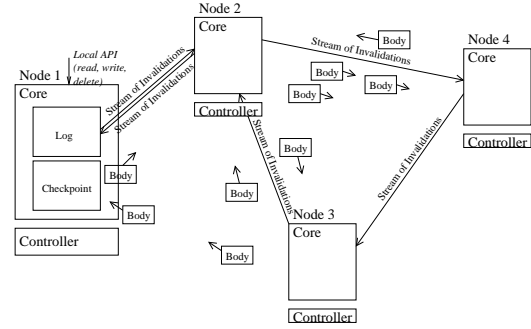 Node 1
Local API
(read, write,
delete)
Core
Log
Checkpoint
Controller
Node 2
Core
Controller
Stream of Invalidations
Stream of Invalidations
Stream of Invalidations
Node 4
Core
Controller
Stream of Invalidations
Stream of Invalidations
Node 3
Core
Controller
Body
Body
Body
Body
Body
Body
Body
Body
Body